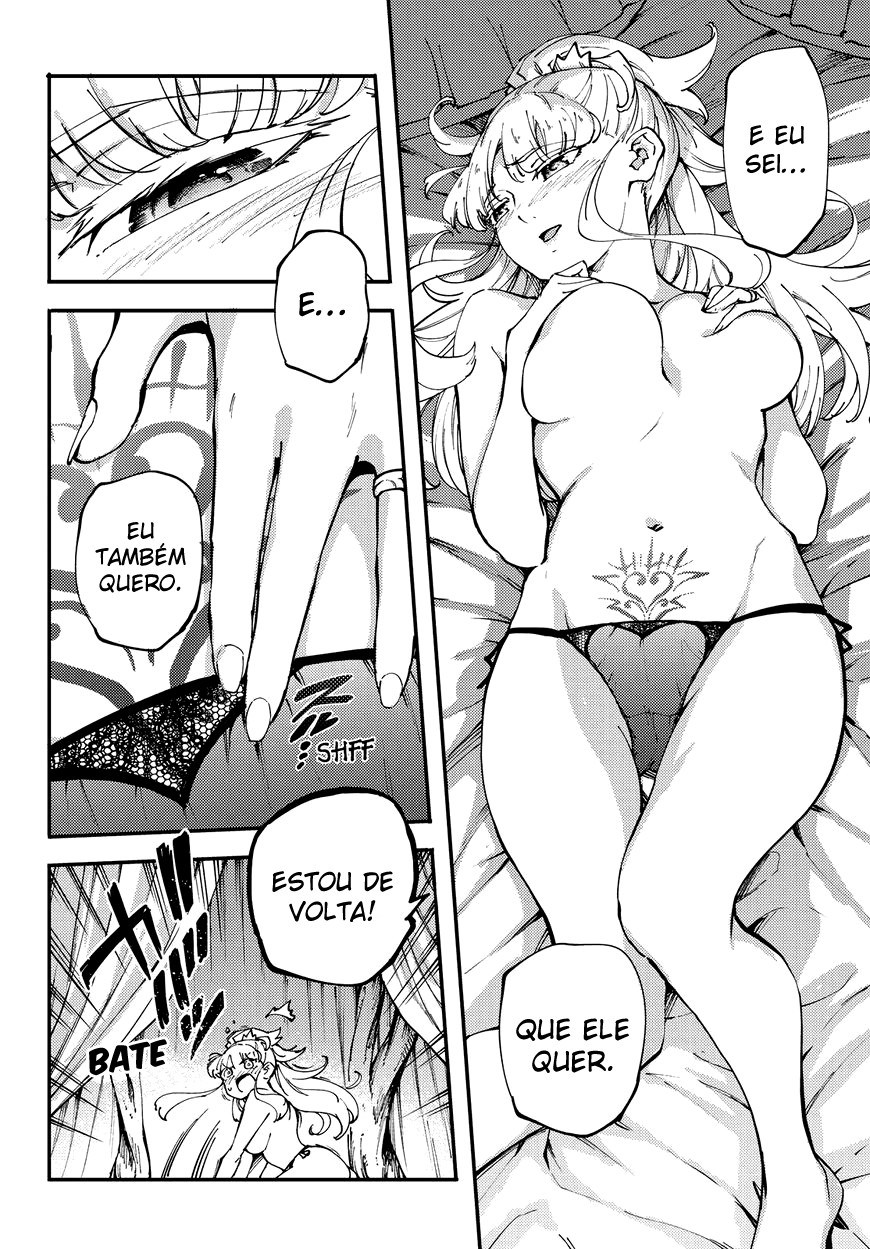 E EU
SEI...
QUE ELE
QUER.
E...
EU
TAMBÉM
QUERO.
SHFF
ESTOU DE
VOLTA!
BATE